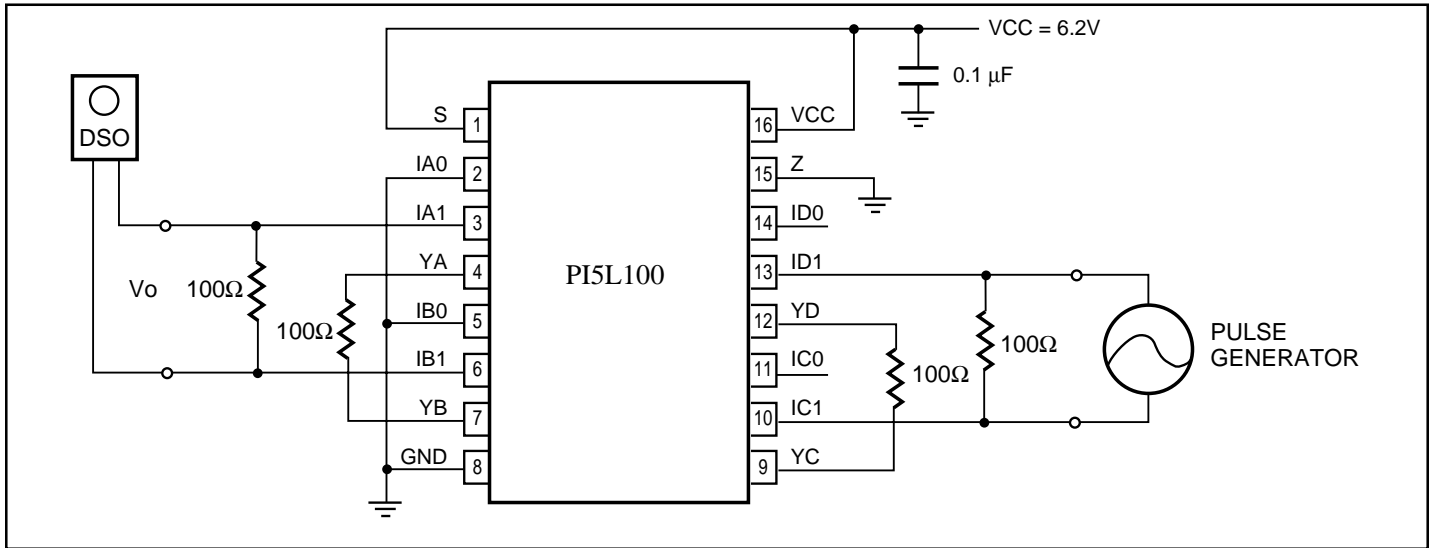 VCC = 6.2V
0.1 μF
DSO
S
1
IA0
2
IA1
3
YA
4
IB0
5
IB1
6
YB
7
GND
8
Vo
100Ω
100Ω
PI5L100
16
VCC
15
Z
14
ID0
13
ID1
12
YD
11
IC0
10
IC1
9
YC
100Ω
100Ω
PULSE
GENERATOR